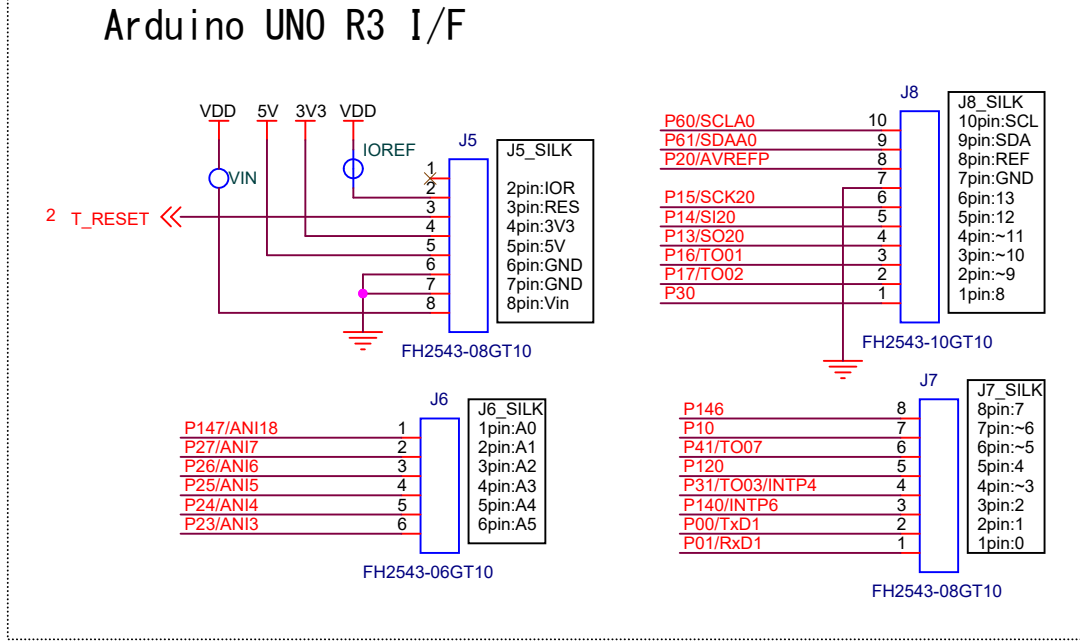 Arduino UNO R3 I/F
VDD 5V 3V3 VDD
VIN
IOREF
2 T_RESET
J5
1
2
3
4
5
6
7
8
FH2543-08GT10
J5_SILK
2pin:IOR
3pin:RES
4pin:3V3
5pin:5V
6pin:GND
7pin:GND
8pin:Vin
J8
P60/SCLA0 10
P61/SDAA0 9
P20/AVREFP 8
7
P15/SCK20 6
P14/SI20 5
P13/SO20 4
P16/TO01 3
P17/TO02 2
P30 1
FH2543-10GT10
J8_SILK
10pin:SCL
9pin:SDA
8pin:REF
7pin:GND
6pin:13
5pin:12
4pin:~11
3pin:~10
2pin:~9
1pin:8
J6
P147/ANI18 1
P27/ANI7 2
P26/ANI6 3
P25/ANI5 4
P24/ANI4 5
P23/ANI3 6
FH2543-06GT10
J6_SILK
1pin:A0
2pin:A1
3pin:A2
4pin:A3
5pin:A4
6pin:A5
J7
P146 8
P10 7
P41/TO07 6
P120 5
P31/TO03/INTP4 4
P140/INTP6 3
P00/TxD1 2
P01/RxD1 1
FH2543-08GT10
J7_SILK
8pin:7
7pin:~6
6pin:~5
5pin:4
4pin:~3
3pin:2
2pin:1
1pin:0